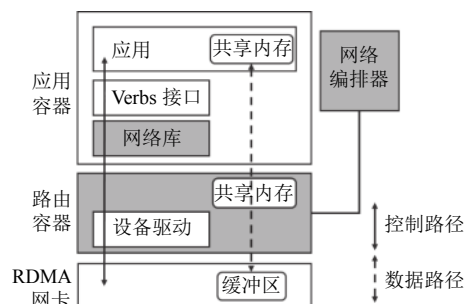 应用
容器
应用
共享内存
Verbs 接口
网络库
网络
编排器
路由
容器
共享内存
设备驱动
控制路径
RDMA
网卡
缓冲区
数据路径